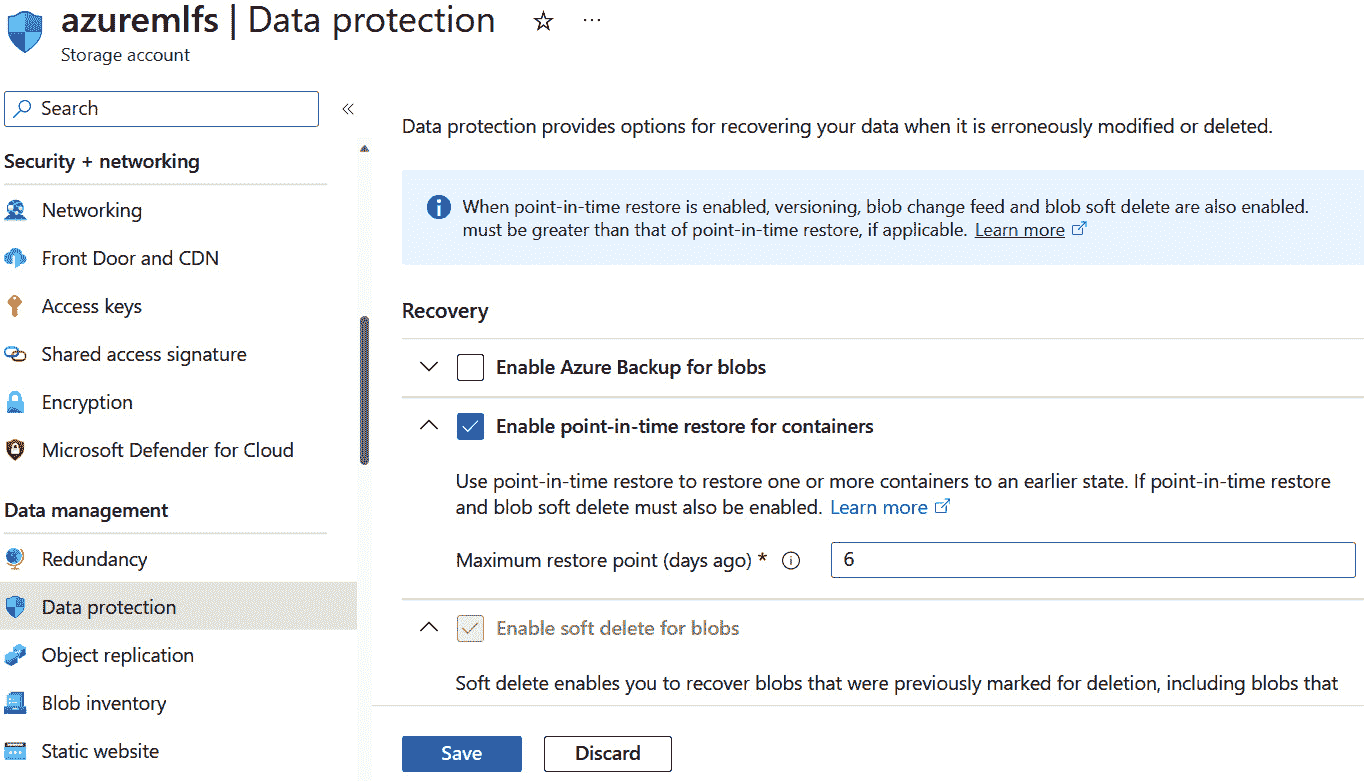 azuremlfs | Data protection ☆ ...
Storage account
Search
«
Security + networking
Networking
Front Door and CDN
Access keys
Shared access signature
Encryption
Microsoft Defender for Cloud
Data management
Redundancy
Data protection
Object replication
Blob inventory
Static website
Data protection provides options for recovering your data when it is erroneously modified or deleted.
When point-in-time restore is enabled, versioning, blob change feed and blob soft delete are also enabled.
must be greater than that of point-in-time restore, if applicable. Learn more
Recovery
Enable Azure Backup for blobs
Enable point-in-time restore for containers
Use point-in-time restore to restore one or more containers to an earlier state. If point-in-time restore
and blob soft delete must also be enabled. Learn more
Maximum restore point (days ago) * 6
Enable soft delete for blobs
Soft delete enables you to recover blobs that were previously marked for deletion, including blobs that
Save Discard